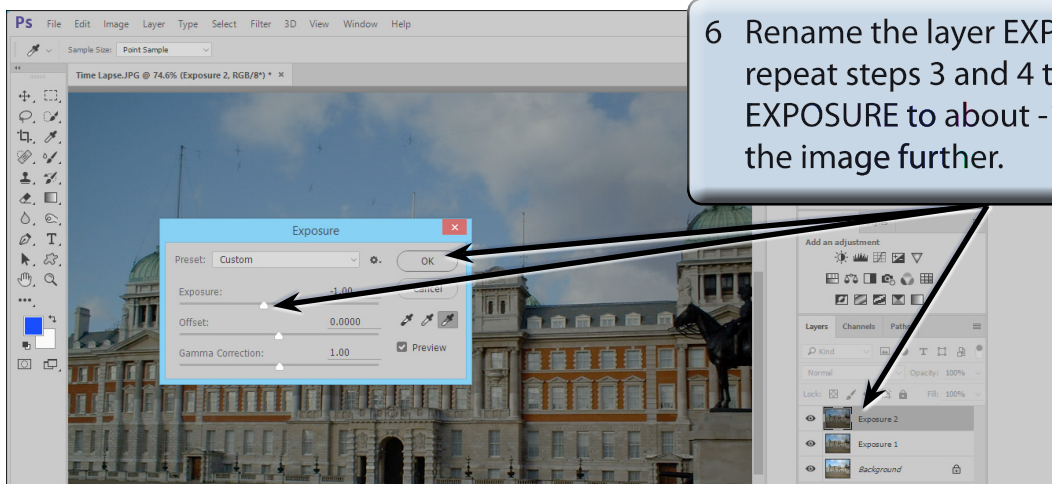 Ps File Edit Image Layer Type Select Filter 3D View Window Help
Sample Size: Point Sample
Time Lapse.JPG @ 74.6% (Exposure 2, RGB/8*) * ×
6 Rename the layer EXP
repeat steps 3 and 4 t
EXPOSURE to about -
the image further.
Exposure
Preset: Custom
OK
Exposure: -1.00
Cancel
Offset: 0.0000
Gamma Correction: 1.00
Preview
Add an adjustment
Layers Channels Paths
Kind
Normal Opacity: 100%
Lock: Fill: 100%
Exposure 2
Exposure 1
Background